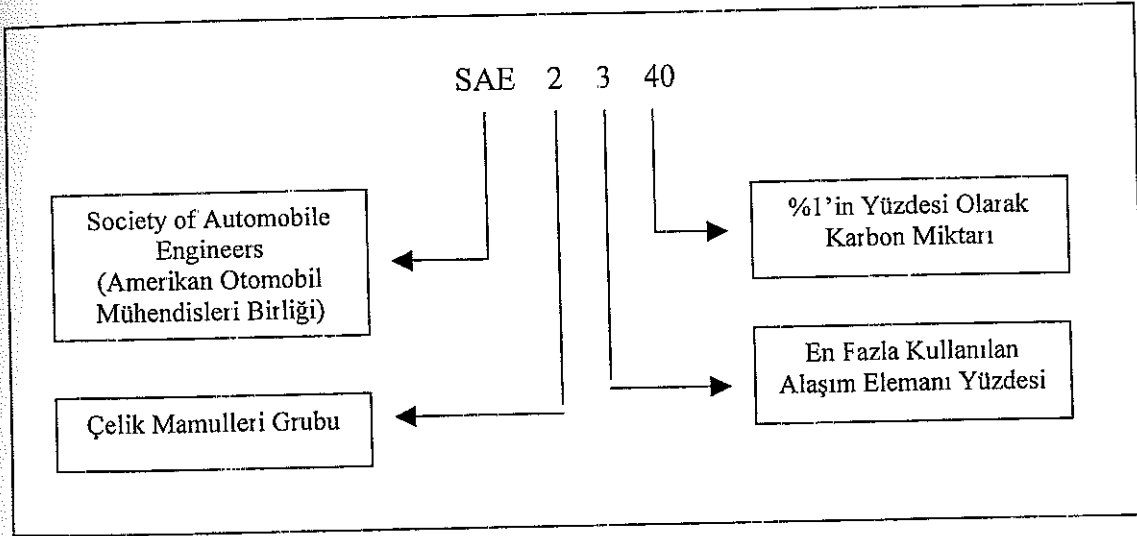 SAE 2 3 40
Society of Automobile
Engineers
(Amerikan Otomobil
Mühendisleri Birliği)
%1'in Yüzdesi Olarak
Karbon Miktarı
Çelik Mamulleri Grubu
En Fazla Kullanılan
Alaşım Elemanı Yüzdesi